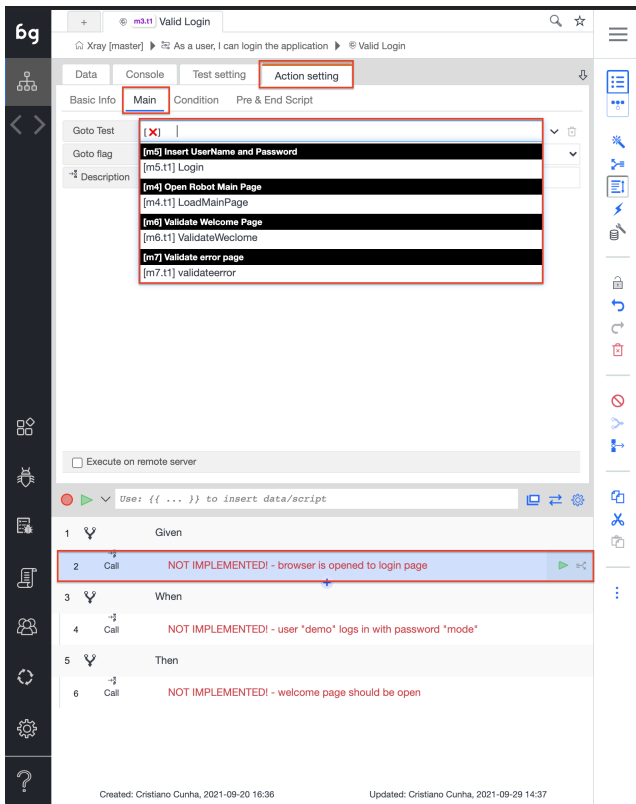 bg
+
© m3.t1 Valid Login
Xray [master] ▶ As a user, I can login the application ▶ © Valid Login
Data Console Test setting Action setting
Basic Info Main Condition Pre & End Script
Goto Test [❌]
Goto flag
Description
[m5] Insert UserName and Password
[m5.t1] Login
[m4] Open Robot Main Page
[m4.t1] LoadMainPage
[m6] Validate Welcome Page
[m6.t1] ValidateWeclome
[m7] Validate error page
[m7.t1] validateerror
Execute on remote server
Use: {{ ... }} to insert data/script
1 Given
2 Call NOT IMPLEMENTED! - browser is opened to login page
+
3 When
4 Call NOT IMPLEMENTED! - user "demo" logs in with password "mode"
5 Then
6 Call NOT IMPLEMENTED! - welcome page should be open
?
Created: Cristiano Cunha, 2021-09-20 16:36 Updated: Cristiano Cunha, 2021-09-29 14:37